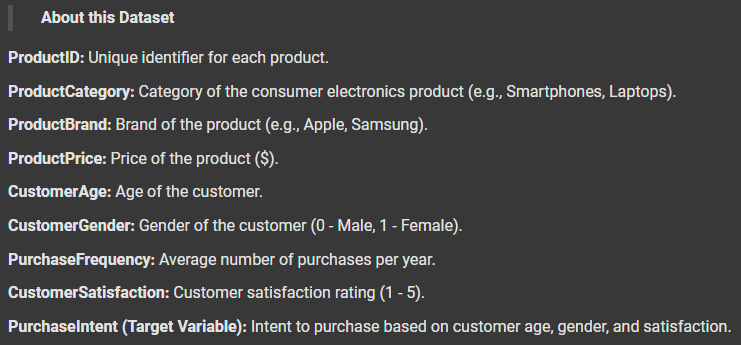 About this Dataset
ProductID: Unique identifier for each product.
ProductCategory: Category of the consumer electronics product (e.g., Smartphones, Laptops).
ProductBrand: Brand of the product (e.g., Apple, Samsung).
ProductPrice: Price of the product ($).
CustomerAge: Age of the customer.
CustomerGender: Gender of the customer (0 - Male, 1 - Female).
PurchaseFrequency: Average number of purchases per year.
CustomerSatisfaction: Customer satisfaction rating (1 - 5).
PurchaseIntent (Target Variable): Intent to purchase based on customer age, gender, and satisfaction.